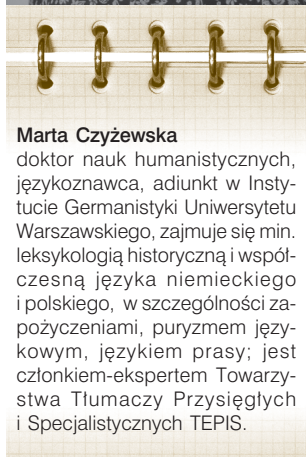 Marta Czyżewska
doktor nauk humanistycznych,
językoznawca, adiunkt w Insty-
tucie Germanistyki Uniwersytetu
Warszawskiego, zajmuje się min.
leksykologią historyczną i współ-
czesną języka niemieckiego
i polskiego, w szczególności za-
pożyczeniami, puryzmem języ-
kowym, językiem prasy; jest
członkiem-ekspertem Towarzy-
stwa Tłumaczy Przysięgłych
i Specjalistycznych TEPIS.